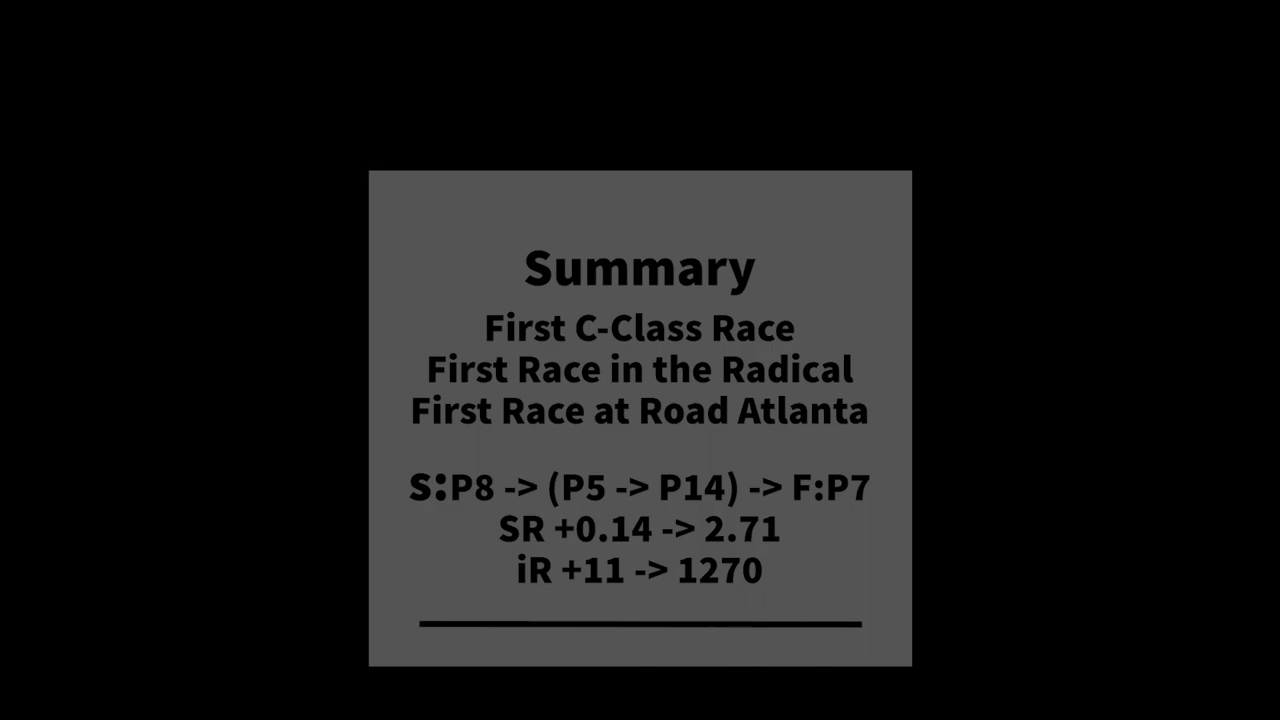 Summary
First C-Class Race
First Race in the Radical
First Race at Road Atlanta
S:P8 -> (P5 -> P14) -> F:P7
SR +0.14 -> 2.71
iR +11 -> 1270